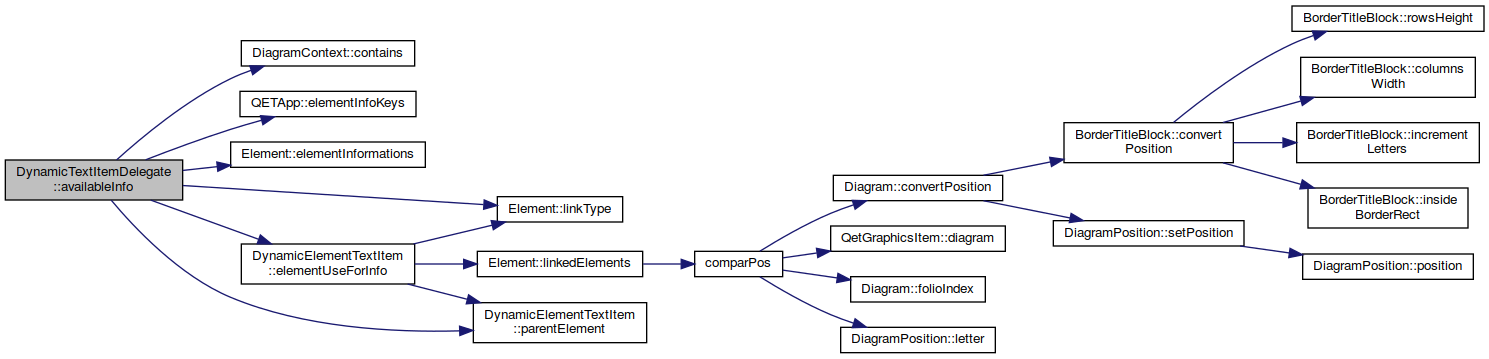 DynamicTextItemDelegate
::availableInfo
DiagramContext::contains
QETApp::elementInfoKeys
Element::elementInformations
Element::linkType
DynamicElementTextItem
::elementUseForInfo
Element::linkedElements
DynamicElementTextItem
::parentElement
comparPos
Diagram::convertPosition
QetGraphicsItem::diagram
Diagram::folioIndex
DiagramPosition::letter
BorderTitleBlock::convert
Position
DiagramPosition::setPosition
BorderTitleBlock::rowsHeight
BorderTitleBlock::columns
Width
BorderTitleBlock::increment
Letters
BorderTitleBlock::inside
BorderRect
DiagramPosition::position